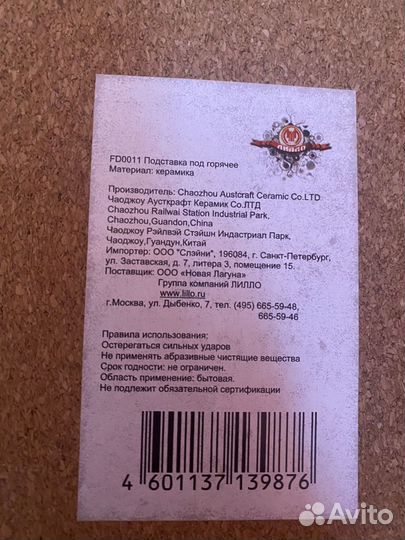 ЛИЛЛО
FD0011 Подставка под горячее
Материал: керамика
Производитель: Chaozhou Austcraft Ceramic Co.LTD
Чаоджоу Аусткрафт Керамик Со.ЛТД
Chaozhou Railwai Station Industrial Park,
Chaozhou,Guandon,China
Чаоджоу Рэйлвэй Стэйшн Индастриал Парк,
Чаоджоу,Гуандун,Китай
Импортер: ООО "Слэйни", 196084, г. Санкт-Петербург,
ул. Заставская, д. 7, литера 3, помещение 15.
Поставщик: ООО «Новая Лагуна»
Группа компаний ЛИЛЛО
www.lillo.ru
г.Москва, ул. Дыбенко, 7, тел. (495) 665-59-48,
665-59-46
Правила использования:
Остерегаться сильных ударов
Не применять абразивные чистящие вещества
Срок годности: не ограничен.
Область применение: бытовая.
Не подлежит обязательной сертификации
4 601137 139876
Avito